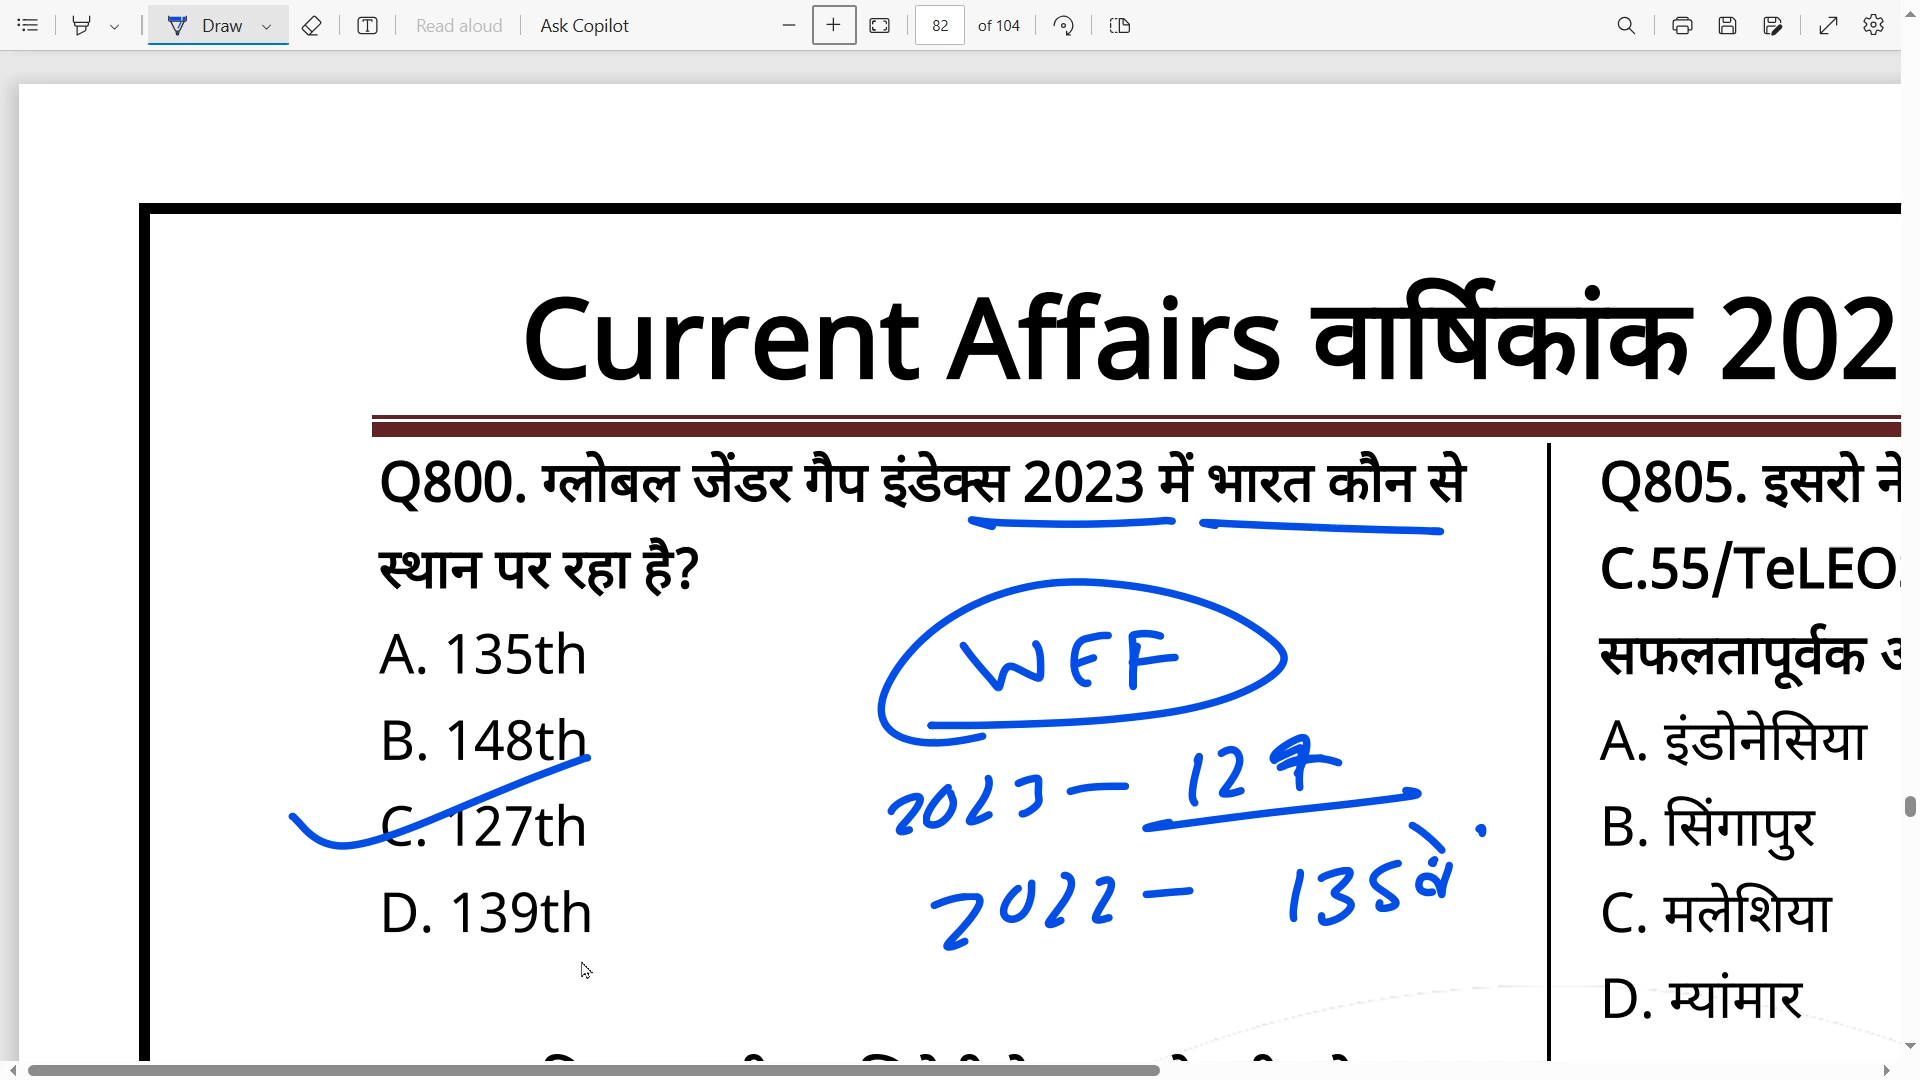 Draw
Read aloud
Ask Copilot
82
of 104
Current Affairs वार्षिकांक 202
Q800. ग्लोबल जेंडर गैप इंडेक्स 2023 में भारत कौन से
स्थान पर रहा है?
A. 135th
B. 148th
C. 127th
D. 139th
WEF
2023 - 127
2022 - 135वें
Q805. इसरो ने
C.55/TeLEO
सफलतापूर्वक
A. इंडोनेसिया
B. सिंगापुर
C. मलेशिया
D. म्यांमार